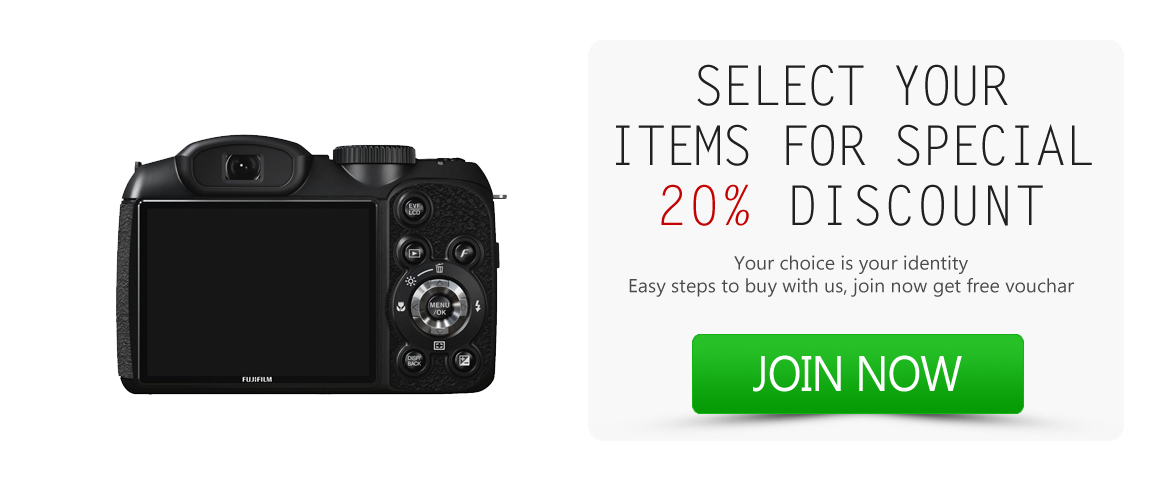 SELECT YOUR
ITEMS FOR SPECIAL
20% DISCOUNT
Your choice is your identity
Easy steps to buy with us, join now get free vouchar
JOIN NOW
EVF
LCD
F
MENU
/OK
DISP
BACK
FUJIFILM